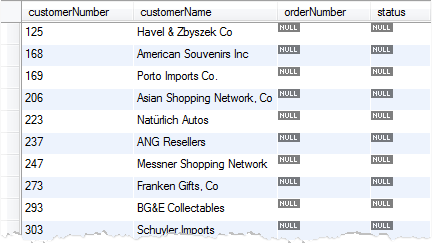 customerNumber customerName orderNumber status
125 Havel & Zbyszek Co NULL NULL
168 American Souvenirs Inc NULL NULL
169 Porto Imports Co. NULL NULL
206 Asian Shopping Network, Co NULL NULL
223 Natürlich Autos NULL NULL
237 ANG Resellers NULL NULL
247 Messner Shopping Network NULL NULL
273 Franken Gifts, Co NULL NULL
293 BG&E Collectables NULL NULL
303 Schuyler Imports NULL NULL